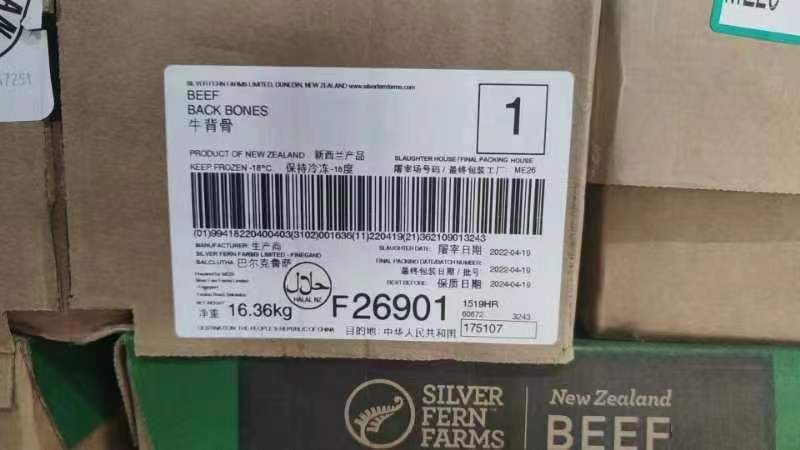 SILVER FERN FARMS LIMITED, DUNEDIN, NEW ZEALAND www.silverfernfarms.com
BEEF
BACK BONES
牛背骨
1
PRODUCT OF NEW ZEALAND 新西兰产品
KEEP FROZEN -18°C 保持冷冻-18度
SLAUGHTER HOUSE/FINAL PACKING HOUSE
屠宰场号码/最终包装工厂: ME26
(01)99418220400403(3102)001636(11)220419(21)362109013243
MANUFACTURER: 生产商
SILVER FERN FARMS LIMITED - FINEGAND
BALCLUTHA 巴尔克鲁萨
SLAUGHTER DATE: 屠宰日期 2022-04-19
FINAL PACKING DATE/BATCH NUMBER:
最终包装日期/批号 2022-04-19
BEST BEFORE: 保质日期 2024-04-19
Silver Fern Farms Limited
NET WEIGHT
净重 16.36kg
HALAL NZ
حلال
F26901
1519HR
60672 3243
175107
DESTINATION: THE PEOPLE'S REPUBLIC OF CHINA 目的地: 中华人民共和国
SILVER
FERN
FARMS
New Zealand
BEEF
7251